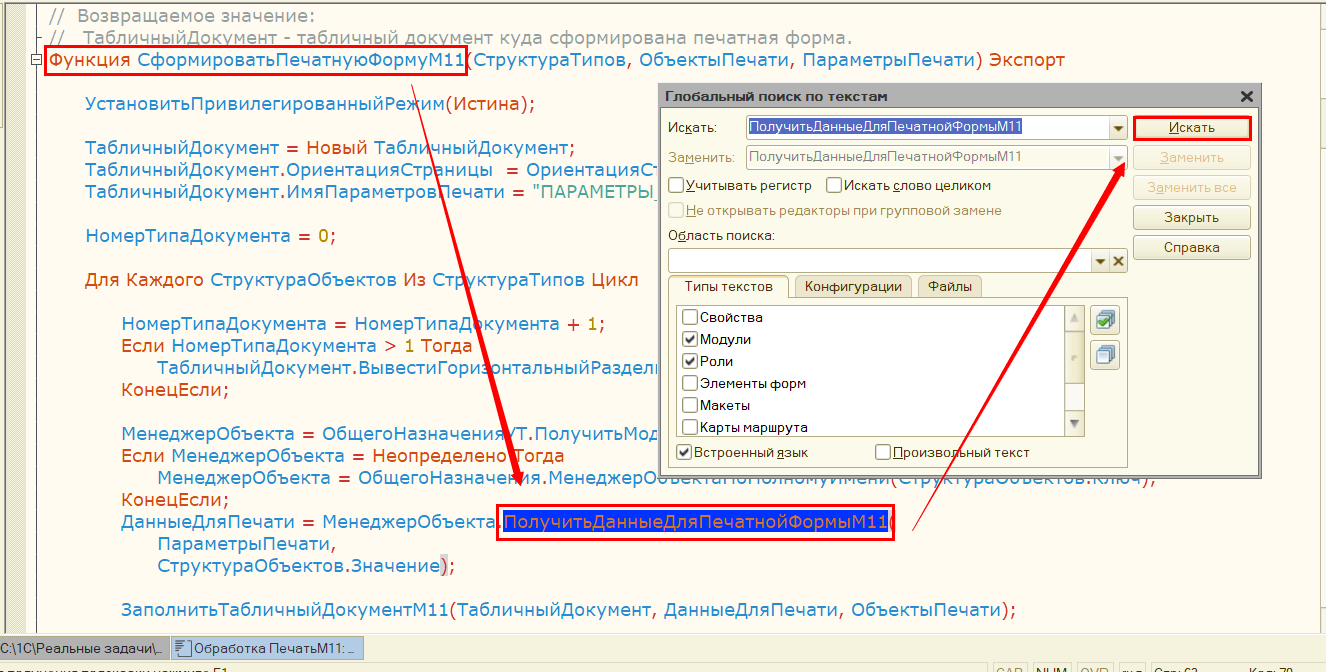 // Возвращаемое значение:
// ТабличныйДокумент - табличный документ куда сформирована печатная форма.
Функция СформироватьПечатнуюФормуМ11(СтруктураТипов, ОбъектыПечати, ПараметрыПечати) Экспорт
УстановитьПривилегированныйРежим(Истина);
ТабличныйДокумент = Новый ТабличныйДокумент;
ТабличныйДокумент.ОриентацияСтраницы = ОриентацияСт
ТабличныйДокумент.ИмяПараметровПечати = "ПАРАМЕТРЫ_
НомерТипаДокумента = 0;
Для Каждого СтруктураОбъектов Из СтруктураТипов Цикл
НомерТипаДокумента = НомерТипаДокумента + 1;
Если НомерТипаДокумента > 1 Тогда
ТабличныйДокумент.ВывестиГоризонтальныйРаздели
КонецЕсли;
МенеджерОбъекта = ОбщегоНазначенияУТ.ПолучитьМод
Если МенеджерОбъекта = Неопределено Тогда
МенеджерОбъекта = ОбщегоНазначения.МенеджерОбъектаПоПолномуИмени(СтруктураОбъектов.Ключ);
КонецЕсли;
ДанныеДляПечати = МенеджерОбъекта.ПолучитьДанныеДляПечатнойФормыМ11(
ПараметрыПечати,
СтруктураОбъектов.Значение);
ЗаполнитьТабличныйДокументМ11(ТабличныйДокумент, ДанныеДляПечати, ОбъектыПечати);
Глобальный поиск по текстам
Искать: ПолучитьДанныеДляПечатнойФормыМ11 Искать
Заменить: ПолучитьДанныеДляПечатнойФормыМ11 Заменить
Учитывать регистр Искать слово целиком Заменить все
Не открывать редакторы при групповой замене Закрыть
Область поиска: Справка
Типы текстов Конфигурации Файлы
Свойства
Модули
Роли
Элементы форм
Макеты
Карты маршрута
Встроенный язык Произвольный текст
C:\1C\Реальные задачи\... Обработка ПечатьМ11: ...
CAP NUM OVR